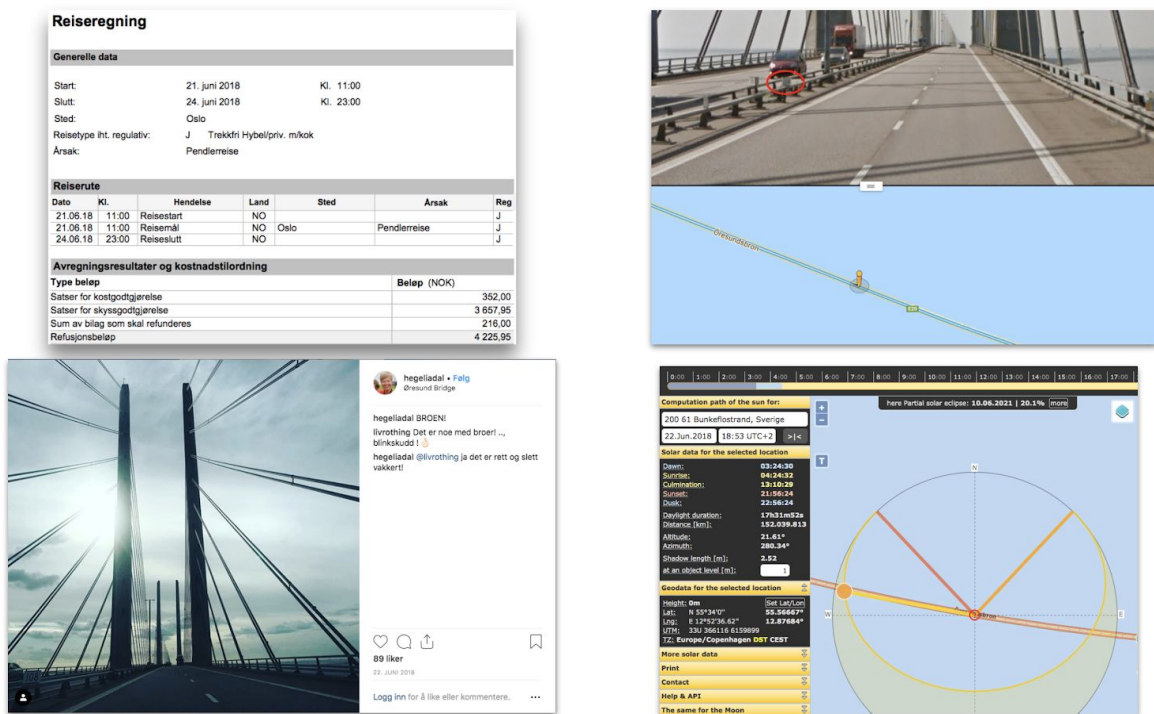 Reiseregning
Generelle data
Start: 21. juni 2018 Kl. 11:00
Slutt: 24. juni 2018 Kl. 23:00
Sted: Oslo
Reisetype iht. regulativ: J Trekkfri Hybel/priv. m/kok
Årsak: Pendlerreise
Reiserute
Dato Kl. Hendelse Land Sted Årsak Reg
21.06.18 11:00 Reisestart NO J
21.06.18 11:00 Reisemål NO Oslo Pendlerreise J
24.06.18 23:00 Reiseslutt NO J
Avregningsresultater og kostnadstilordning
Type beløp Beløp (NOK)
Satser for kostgodtgjørelse 352,00
Satser for skyssgodtgjørelse 3 657,95
Sum av bilag som skal refunderes 216,00
Refusjonsbeløp 4 225,95
Øresundsbron
E20
hegeliadal • Følg
Øresund Bridge
hegeliadal BROEN!
livrothing Det er noe med broer! ..,
blinkskudd ! 👌🏻
hegeliadal @livrothing ja det er rett og slett
vakkert!
89 liker
22. JUNI 2018
Logg inn for å like eller kommentere.
0:00 1:00 2:00 3:00 4:00 5:00 6:00 7:00 8:00 9:00 10:00 11:00 12:00 13:00 14:00 15:00 16:00 17:00
Computation path of the sun for:
200 61 Bunkeflostrand, Sverige
22.Jun.2018 18:53 UTC+2 >|<
Solar data for the selected location
Dawn: 03:24:30
Sunrise: 04:24:32
Culmination: 13:10:29
Sunset: 21:56:24
Dusk: 22:56:24
Daylight duration: 17h31m52s
Distance [km]: 152.039.813
Altitude: 21.61°
Azimuth: 280.34°
Shadow length [m]: 2.52
at an object level [m]: 1
Geodata for the selected location
Height: 0m Set Lat/Lon
Lat: N 55°34'0" 55.56667°
Lng: E 12°52'36.62" 12.87684°
UTM: 33U 366116 6159899
TZ: Europe/Copenhagen DST CEST
More solar data
Print
Contact
Help & API
The same for the Moon
+
−
here Partial solar eclipse: 10.06.2021 | 20.1% more
T
N
W
E